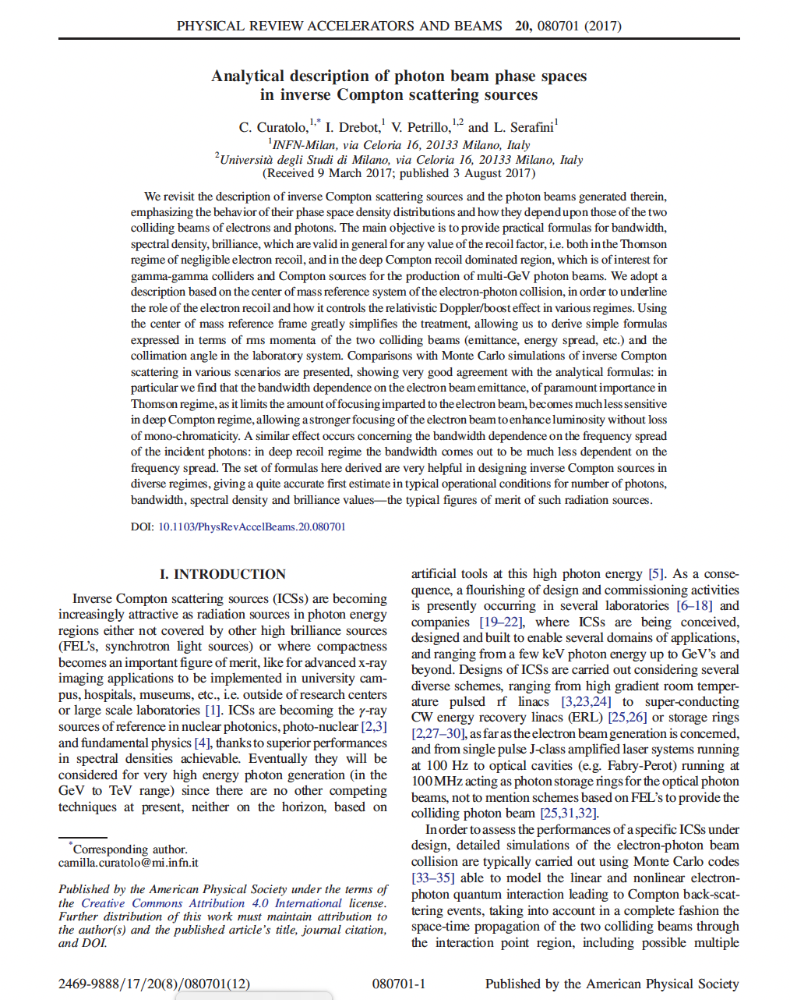 PHYSICAL REVIEW ACCELERATORS AND BEAMS 20, 080701 (2017)
Analytical description of photon beam phase spaces
in inverse Compton scattering sources
C. Curatolo,1,* I. Drebot,1 V. Petrillo,1,2 and L. Serafini1
1INFN-Milan, via Celoria 16, 20133 Milano, Italy
2Università degli Studi di Milano, via Celoria 16, 20133 Milano, Italy
(Received 9 March 2017; published 3 August 2017)
We revisit the description of inverse Compton scattering sources and the photon beams generated therein,
emphasizing the behavior of their phase space density distributions and how they depend upon those of the two
colliding beams of electrons and photons. The main objective is to provide practical formulas for bandwidth,
spectral density, brilliance, which are valid in general for any value of the recoil factor, i.e. both in the Thomson
regime of negligible electron recoil, and in the deep Compton recoil dominated region, which is of interest for
gamma-gamma colliders and Compton sources for the production of multi-GeV photon beams. We adopt a
description based on the center of mass reference system of the electron-photon collision, in order to underline
the role of the electron recoil and how it controls the relativistic Doppler/boost effect in various regimes. Using
the center of mass reference frame greatly simplifies the treatment, allowing us to derive simple formulas
expressed in terms of rms momenta of the two colliding beams (emittance, energy spread, etc.) and the
collimation angle in the laboratory system. Comparisons with Monte Carlo simulations of inverse Compton
scattering in various scenarios are presented, showing very good agreement with the analytical formulas: in
particular we find that the bandwidth dependence on the electron beam emittance, of paramount importance in
Thomson regime, as it limits the amount of focusing imparted to the electron beam, becomes much less sensitive
in deep Compton regime, allowing a stronger focusing of the electron beam to enhance luminosity without loss
of mono-chromaticity. A similar effect occurs concerning the bandwidth dependence on the frequency spread
of the incident photons: in deep recoil regime the bandwidth comes out to be much less dependent on the
frequency spread. The set of formulas here derived are very helpful in designing inverse Compton sources in
diverse regimes, giving a quite accurate first estimate in typical operational conditions for number of photons,
bandwidth, spectral density and brilliance values—the typical figures of merit of such radiation sources.
DOI: 10.1103/PhysRevAccelBeams.20.080701
I. INTRODUCTION
Inverse Compton scattering sources (ICSs) are becoming
increasingly attractive as radiation sources in photon energy
regions either not covered by other high brilliance sources
(FEL's, synchrotron light sources) or where compactness
becomes an important figure of merit, like for advanced x-ray
imaging applications to be implemented in university cam-
pus, hospitals, museums, etc., i.e. outside of research centers
or large scale laboratories [1]. ICSs are becoming the γ-ray
sources of reference in nuclear photonics, photo-nuclear [2,3]
and fundamental physics [4], thanks to superior performances
in spectral densities achievable. Eventually they will be
considered for very high energy photon generation (in the
GeV to TeV range) since there are no other competing
techniques at present, neither on the horizon, based on
*Corresponding author.
camilla.curatolo@mi.infn.it
Published by the American Physical Society under the terms of
the Creative Commons Attribution 4.0 International license.
Further distribution of this work must maintain attribution to
the author(s) and the published article's title, journal citation,
and DOI.
artificial tools at this high photon energy [5]. As a conse-
quence, a flourishing of design and commissioning activities
is presently occurring in several laboratories [6–18] and
companies [19–22], where ICSs are being conceived,
designed and built to enable several domains of applications,
and ranging from a few keV photon energy up to GeV's and
beyond. Designs of ICSs are carried out considering several
diverse schemes, ranging from high gradient room temper-
ature pulsed rf linacs [3,23,24] to super-conducting
CW energy recovery linacs (ERL) [25,26] or storage rings
[2,27–30], as far as the electron beam generation is concerned,
and from single pulse J-class amplified laser systems running
at 100 Hz to optical cavities (e.g. Fabry-Perot) running at
100 MHz acting as photon storage rings for the optical photon
beams, not to mention schemes based on FEL's to provide the
colliding photon beam [25,31,32].
In order to assess the performances of a specific ICSs under
design, detailed simulations of the electron-photon beam
collision are typically carried out using Monte Carlo codes
[33–35] able to model the linear and nonlinear electron-
photon quantum interaction leading to Compton back-scat-
tering events, taking into account in a complete fashion the
space-time propagation of the two colliding beams through
the interaction point region, including possible multiple
2469-9888/17/20(8)/080701(12) 080701-1 Published by the American Physical Society